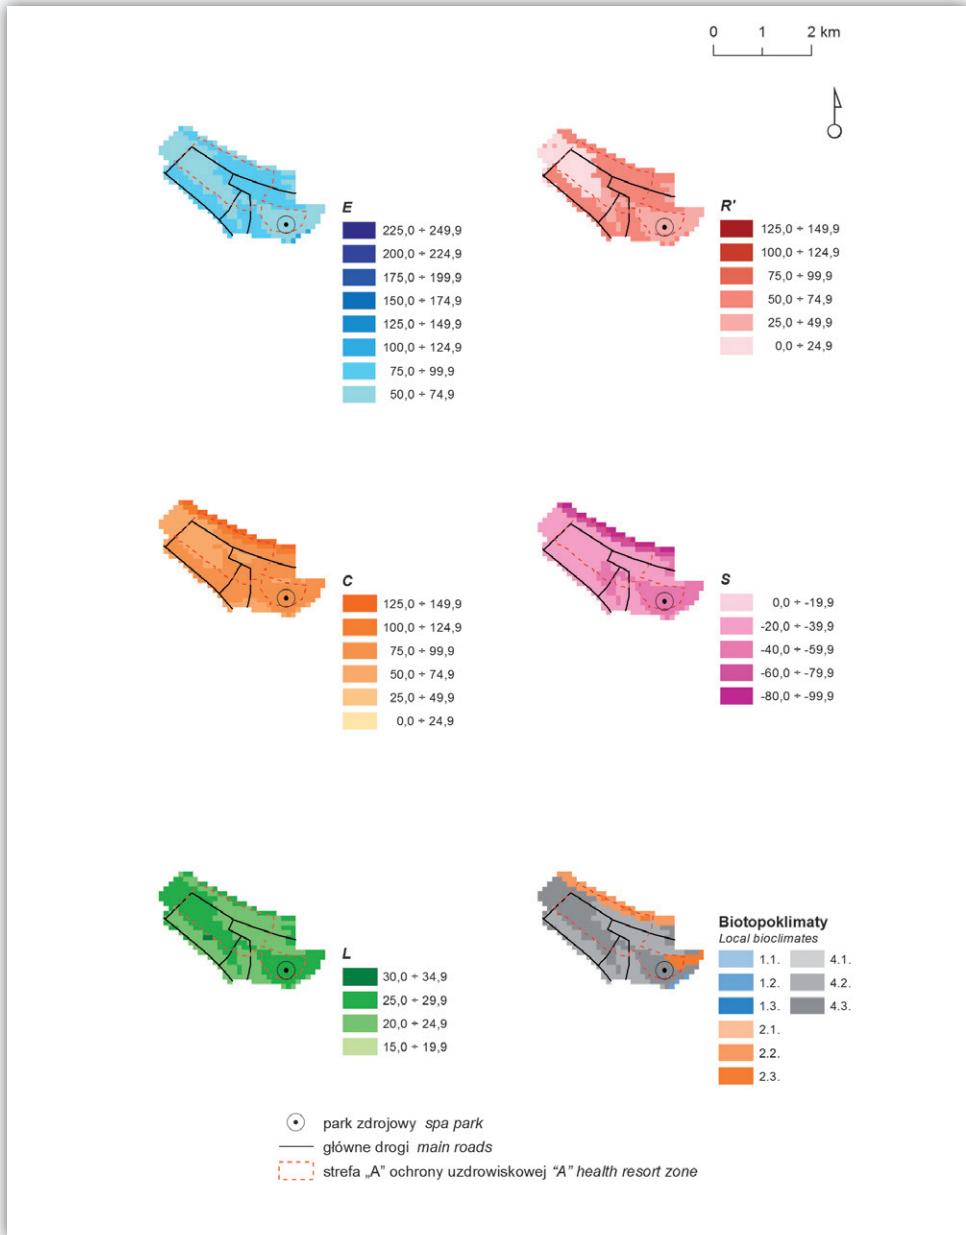 0 1 2 km
E
225,0 ÷ 249,9
200,0 ÷ 224,9
175,0 ÷ 199,9
150,0 ÷ 174,9
125,0 ÷ 149,9
100,0 ÷ 124,9
75,0 ÷ 99,9
50,0 ÷ 74,9
R'
125,0 ÷ 149,9
100,0 ÷ 124,9
75,0 ÷ 99,9
50,0 ÷ 74,9
25,0 ÷ 49,9
0,0 ÷ 24,9
C
125,0 ÷ 149,9
100,0 ÷ 124,9
75,0 ÷ 99,9
50,0 ÷ 74,9
25,0 ÷ 49,9
0,0 ÷ 24,9
S
0,0 ÷ -19,9
-20,0 ÷ -39,9
-40,0 ÷ -59,9
-60,0 ÷ -79,9
-80,0 ÷ -99,9
L
30,0 ÷ 34,9
25,0 ÷ 29,9
20,0 ÷ 24,9
15,0 ÷ 19,9
Biotopoklimaty
Local bioclimates
1.1. 4.1.
1.2. 4.2.
1.3. 4.3.
2.1.
2.2.
2.3.
park zdrojowy spa park
główne drogi main roads
strefa „A” ochrony uzdrowiskowej “A” health resort zone